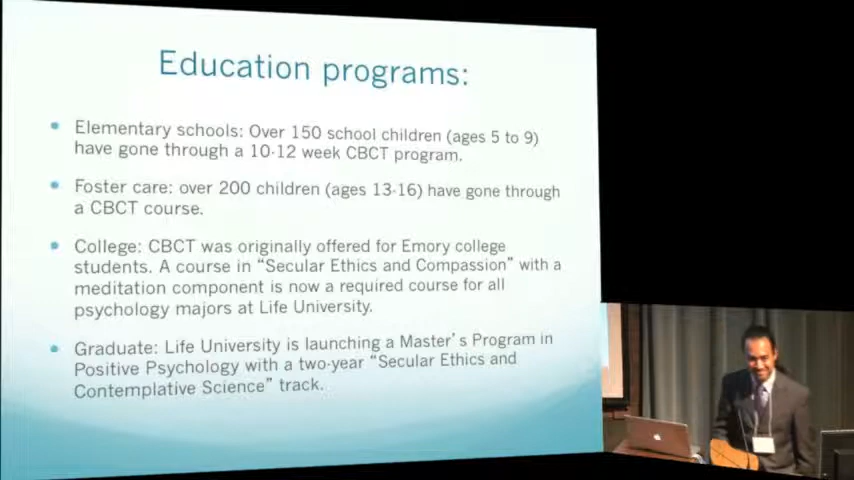 Education programs:
Elementary schools: Over 150 school children (ages 5 to 9)
have gone through a 10-12 week CBCT program.
Foster care: over 200 children (ages 13-16) have gone through
a CBCT course.
College: CBCT was originally offered for Emory college
students. A course in “Secular Ethics and Compassion” with a
meditation component is now a required course for all
psychology majors at Life University.
Graduate: Life University is launching a Master’s Program in
Positive Psychology with a two-year “Secular Ethics and
Contemplative Science” track.